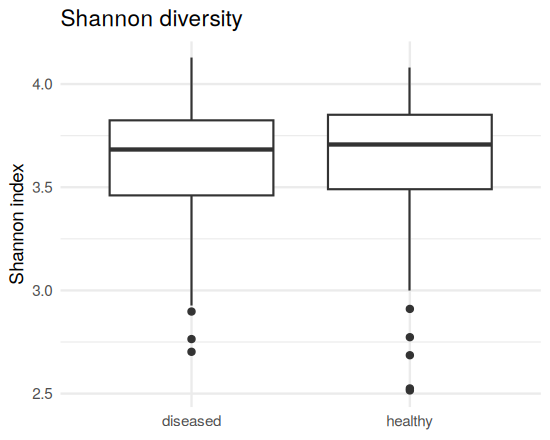 Shannon diversity
Shannon index
4.0
3.5
3.0
2.5
diseased
healthy